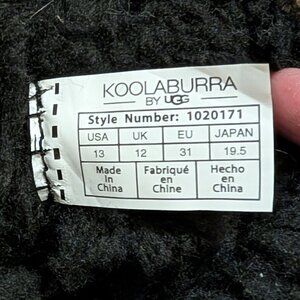 KOOLABURRA
BY UGG
Style Number: 1020171
USA UK EU JAPAN
13 12 31 19.5
Made in China
Fabriqué en Chine
Hecho en China